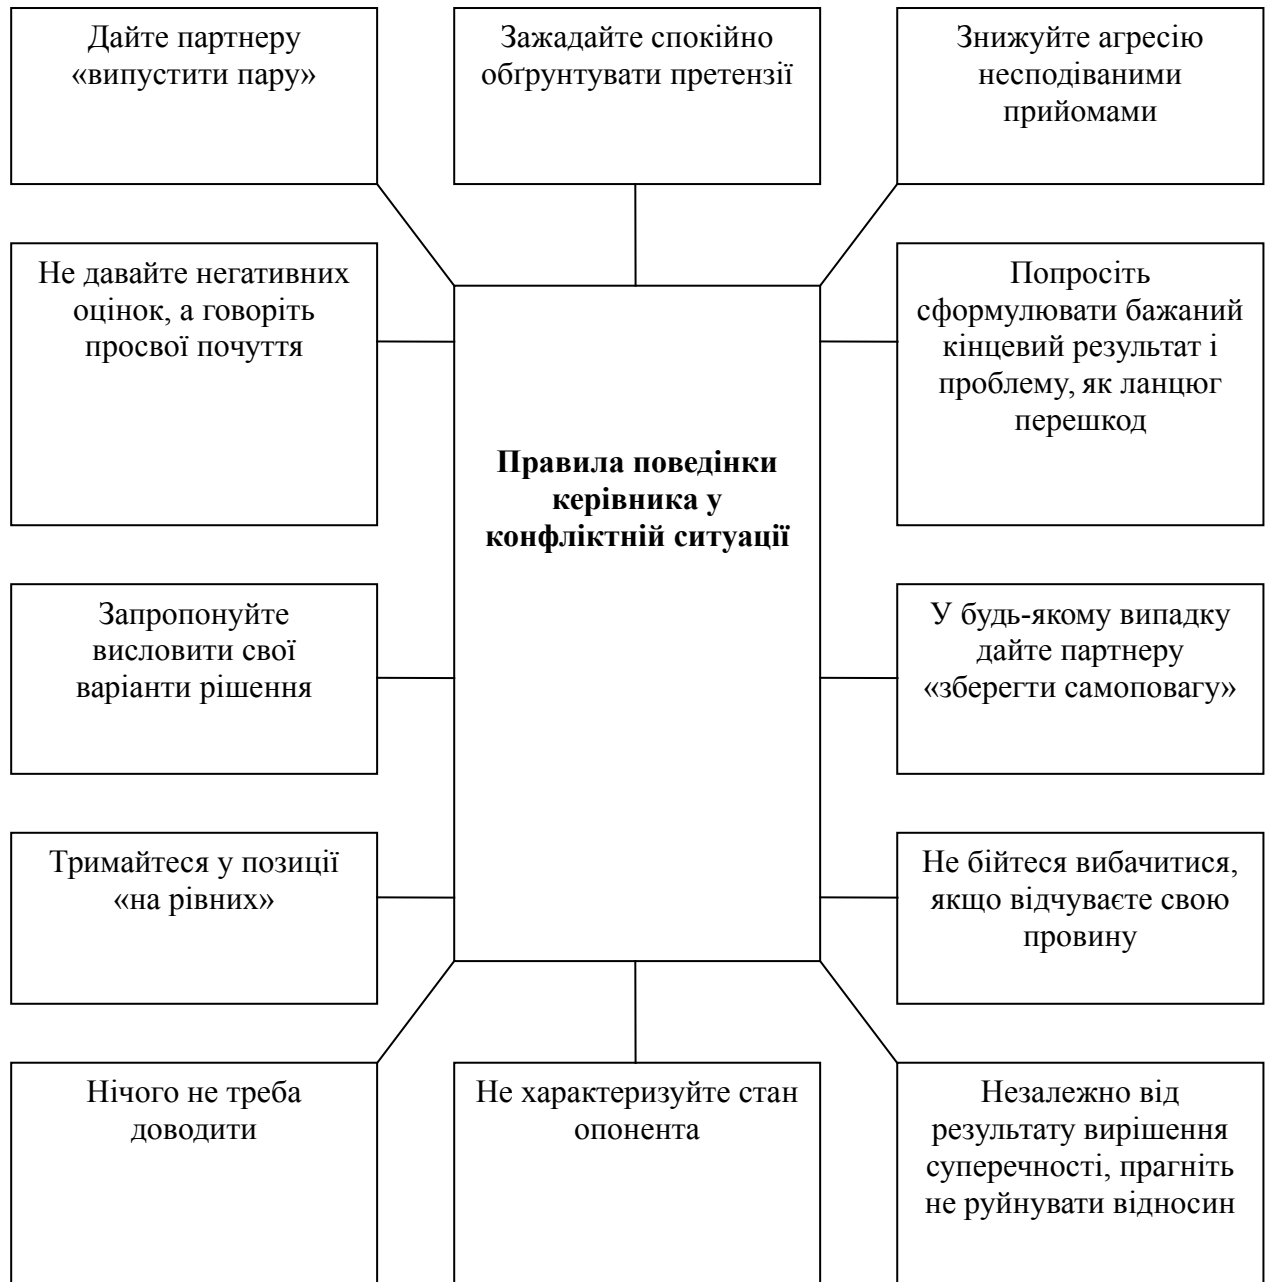 Дайте партнеру
«випустити пару»
Зажадайте спокійно
обґрунтувати претензії
Знижуйте агресію
несподіваними
прийомами
Не давайте негативних
оцінок, а говоріть
просвої почуття
Попросіть
сформулювати бажаний
кінцевий результат і
проблему, як ланцюг
перешкод
Правила поведінки
керівника у
конфліктній ситуації
Запропонуйте
висловити свої
варіанти рішення
У будь-якому випадку
дайте партнеру
«зберегти самоповагу»
Тримайтеся у позиції
«на рівних»
Не бійтеся вибачитися,
якщо відчуваєте свою
провину
Нічого не треба
доводити
Не характеризуйте стан
опонента
Незалежно від
результату вирішення
суперечності, прагніть
не руйнувати відносин